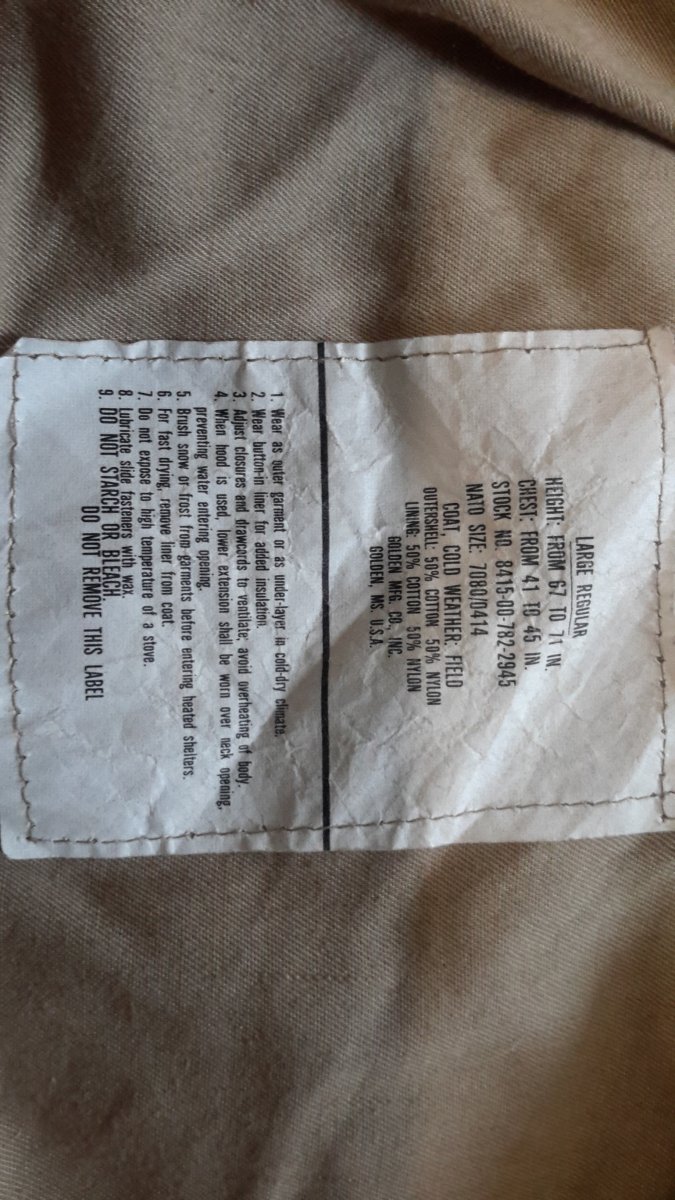 LARGE REGULAR
HEIGHT: FROM 67 TO 71 IN.
CHEST: FROM 41 TO 45 IN.
STOCK NO. 8415-00-782-2945
NATO SIZE: 7080/0414
COAT, COLD WEATHER: FIELD
OUTERSHELL: 50% COTTON 50% NYLON
LINING: 50% COTTON 50% NYLON
GOLDEN MFG. CO., INC.
GOLDEN, MS. U.S.A.
1. Wear as outer garment or as under-layer in cold-dry climate.
2. Wear button-in liner for added insulation.
3. Adjust closures and drawcords to ventilate; avoid overheating of body.
4. When hood is used, lower extension shall be worn over neck opening,
preventing water entering opening.
5. Brush snow or frost from garments before entering heated shelters.
6. For fast drying, remove liner from coat.
7. Do not expose to high temperature of a stove.
8. Lubricate slide fasteners with wax.
9. DO NOT STARCH OR BLEACH
DO NOT REMOVE THIS LABEL